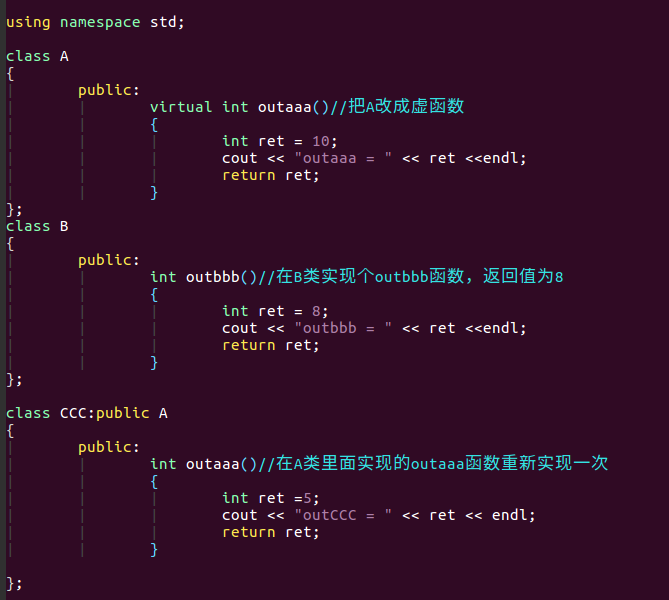 using namespace std;
class A
{
public:
virtual int outaaa()//把A改成虚函数
{
int ret = 10;
cout << "outaaa = " << ret <<endl;
return ret;
}
};
class B
{
public:
int outbbb()//在B类实现个outbbb函数，返回值为8
{
int ret = 8;
cout << "outbbb = " << ret <<endl;
return ret;
}
};
class CCC:public A
{
public:
int outaaa()//在A类里面实现的outaaa函数重新实现一次
{
int ret =5;
cout << "outCCC = " << ret << endl;
return ret;
}
};